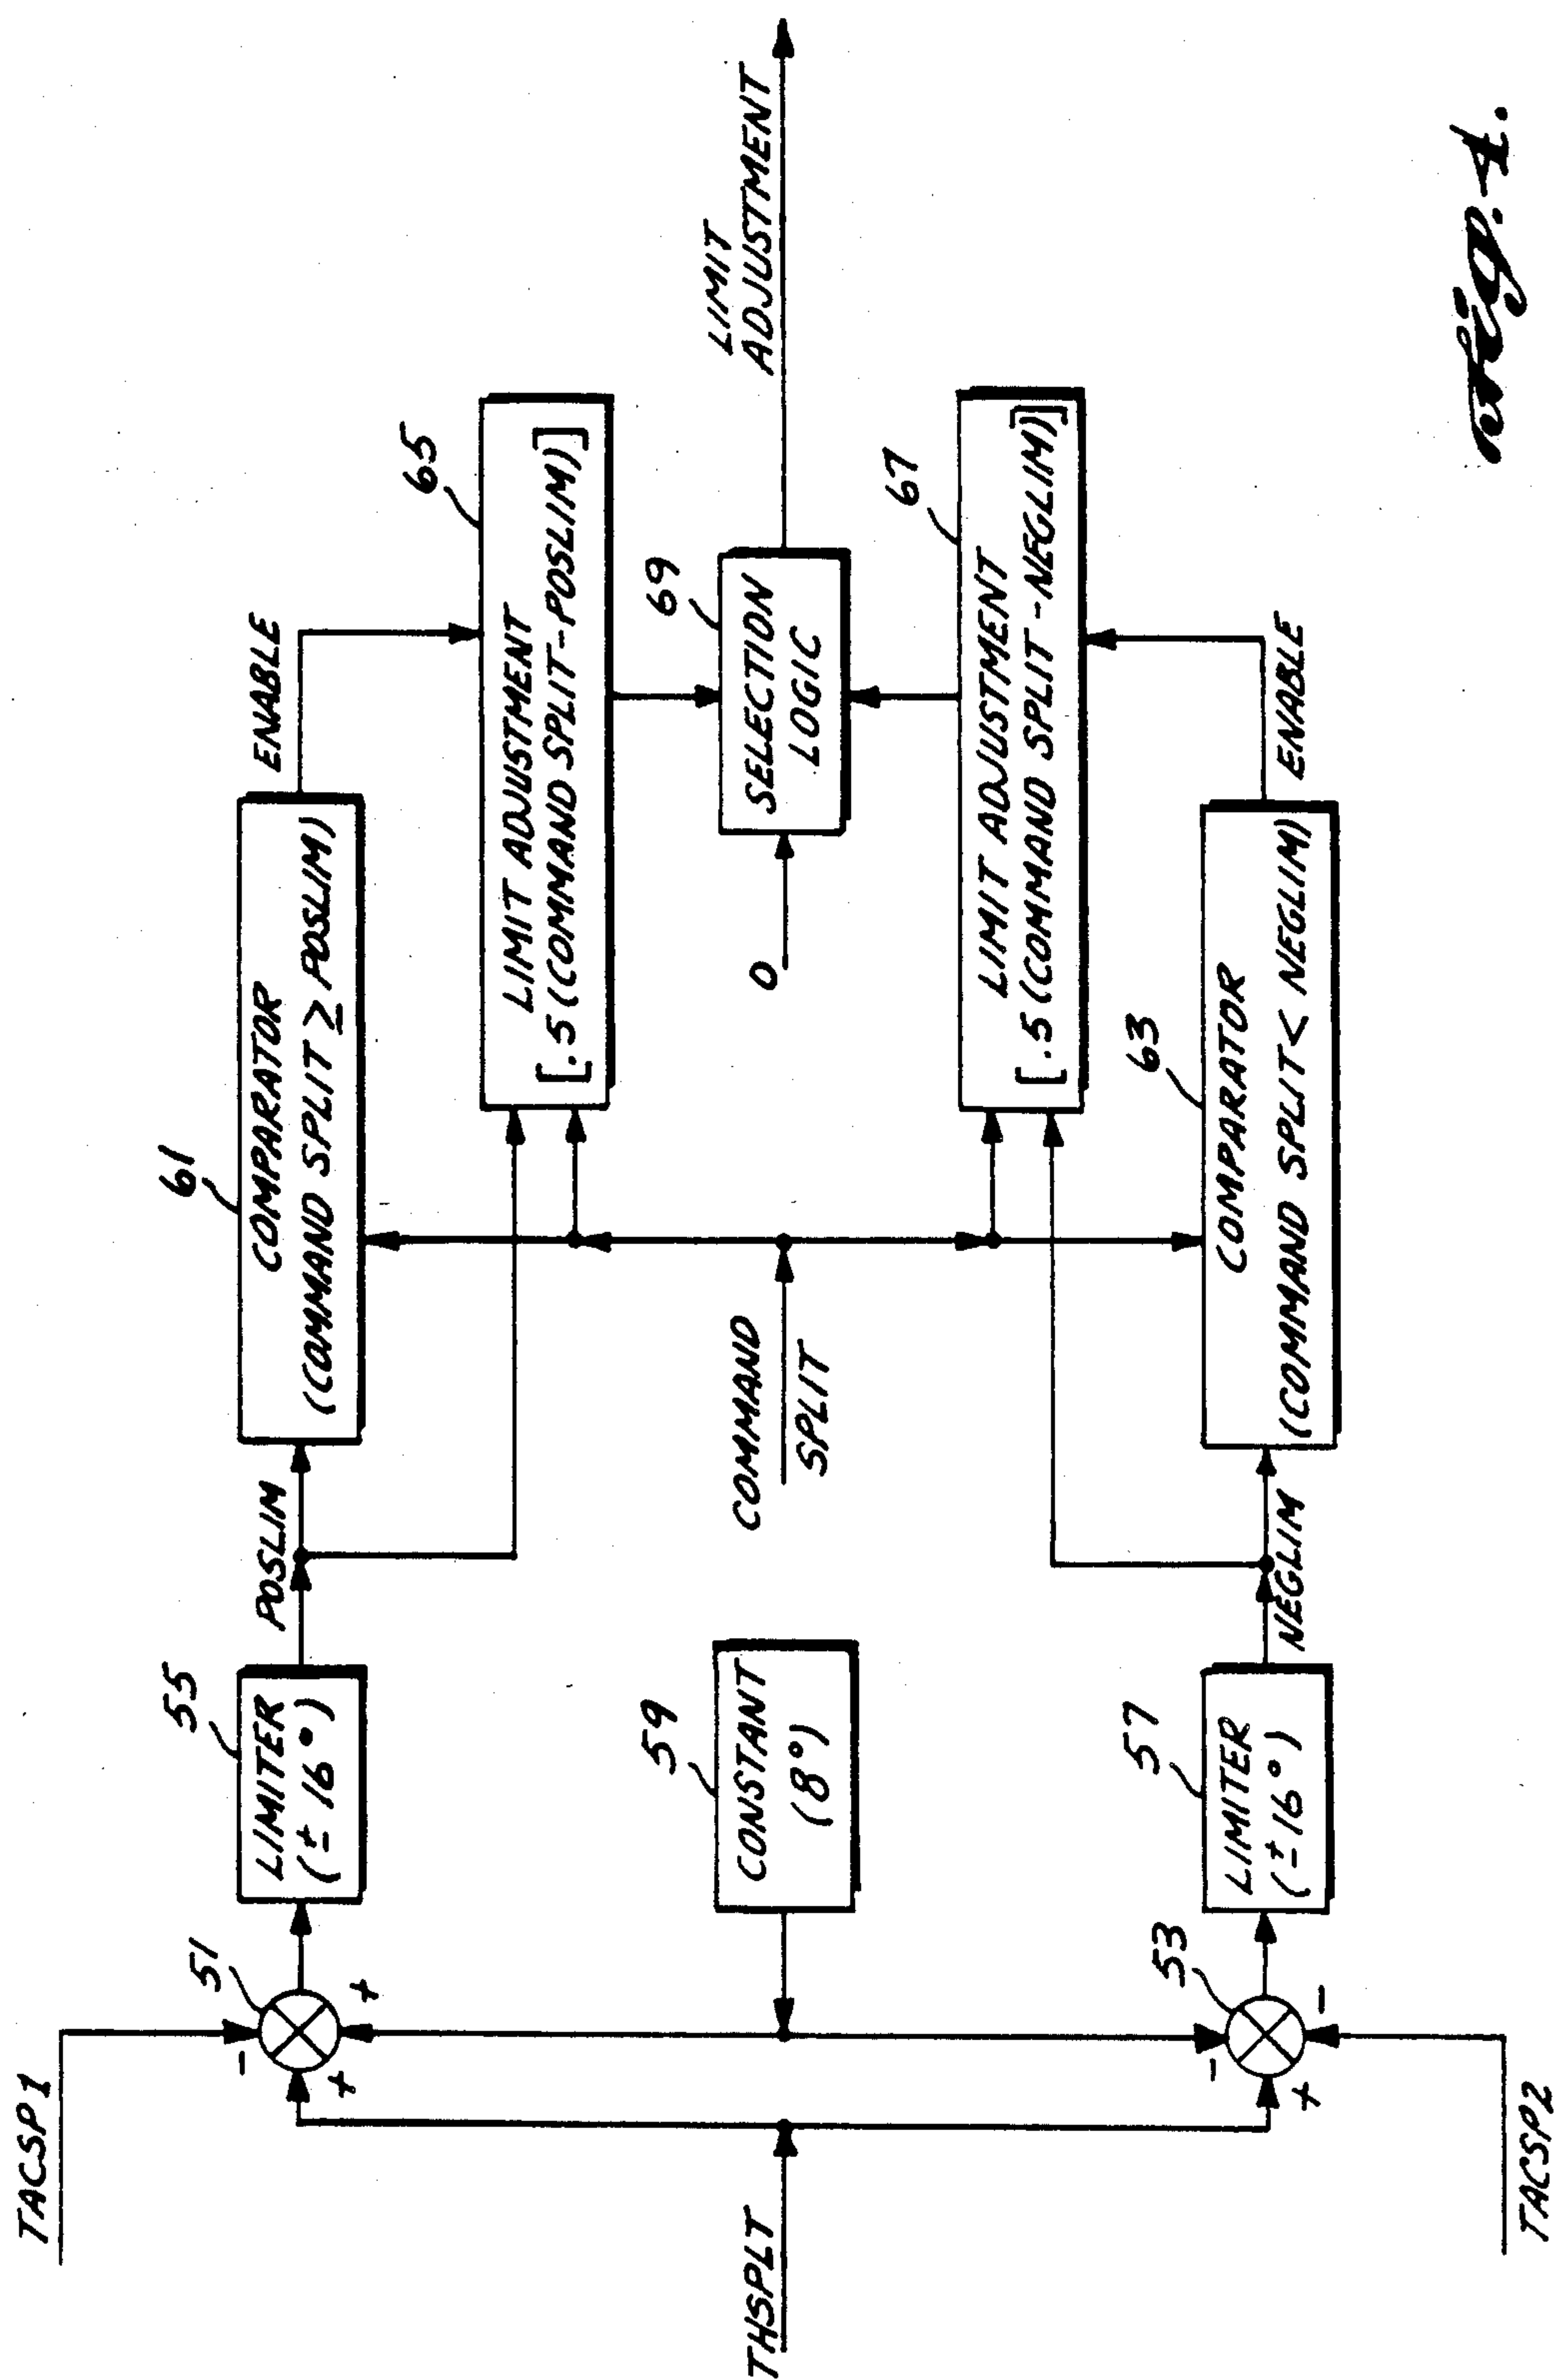 TACSP1
THSPLT
TACSP2
51
-
+
+
53
-
+
-
55
LIMITER
(± 16°)
59
CONSTANT
(8°)
57
LIMITER
(± 16°)
POSLIM
NEGLIM
COMMAND
SPLIT
61
COMPARATOR
(COMMAND SPLIT ≥ POSLIM)
63
COMPARATOR
(COMMAND SPLIT < NEGLIM)
ENABLE
ENABLE
65
LIMIT ADJUSTMENT
[.5 (COMMAND SPLIT-POSLIM)]
67
LIMIT ADJUSTMENT
[.5 (COMMAND SPLIT-NEGLIM)]
0
69
SELECTION
LOGIC
LIMIT
ADJUSTMENT
Fig. 4.